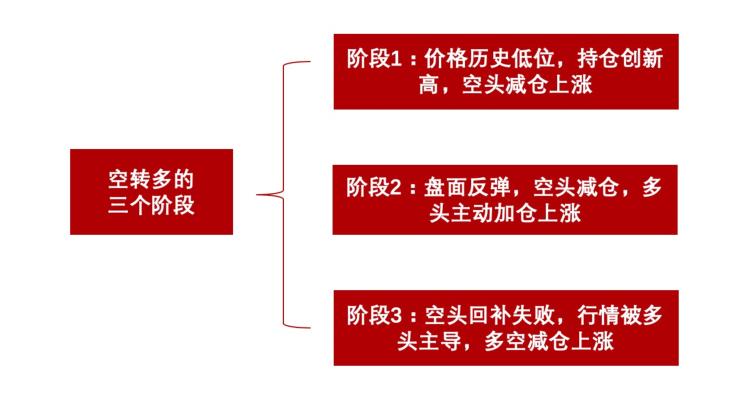 空转多的
三个阶段
阶段1：价格历史低位，持仓创新
高，空头减仓上涨
阶段2：盘面反弹，空头减仓，多
头主动加仓上涨
阶段3：空头回补失败，行情被多
头主导，多空减仓上涨